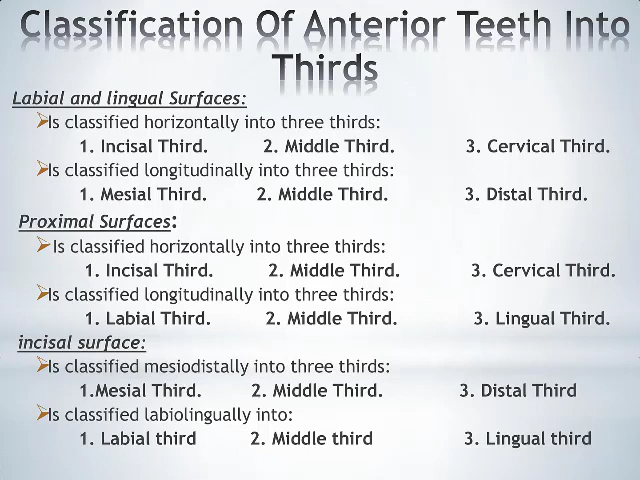 Classification Of Anterior Teeth Into
Thirds
Labial and lingual Surfaces:
Is classified horizontally into three thirds:
1. Incisal Third. 2. Middle Third. 3. Cervical Third.
Is classified longitudinally into three thirds:
1. Mesial Third. 2. Middle Third. 3. Distal Third.
Proximal Surfaces:
Is classified horizontally into three thirds:
1. Incisal Third. 2. Middle Third. 3. Cervical Third.
Is classified longitudinally into three thirds:
1. Labial Third. 2. Middle Third. 3. Lingual Third.
incisal surface:
Is classified mesiodistally into three thirds:
1.Mesial Third. 2. Middle Third. 3. Distal Third
Is classified labiolingually into:
1. Labial third 2. Middle third 3. Lingual third